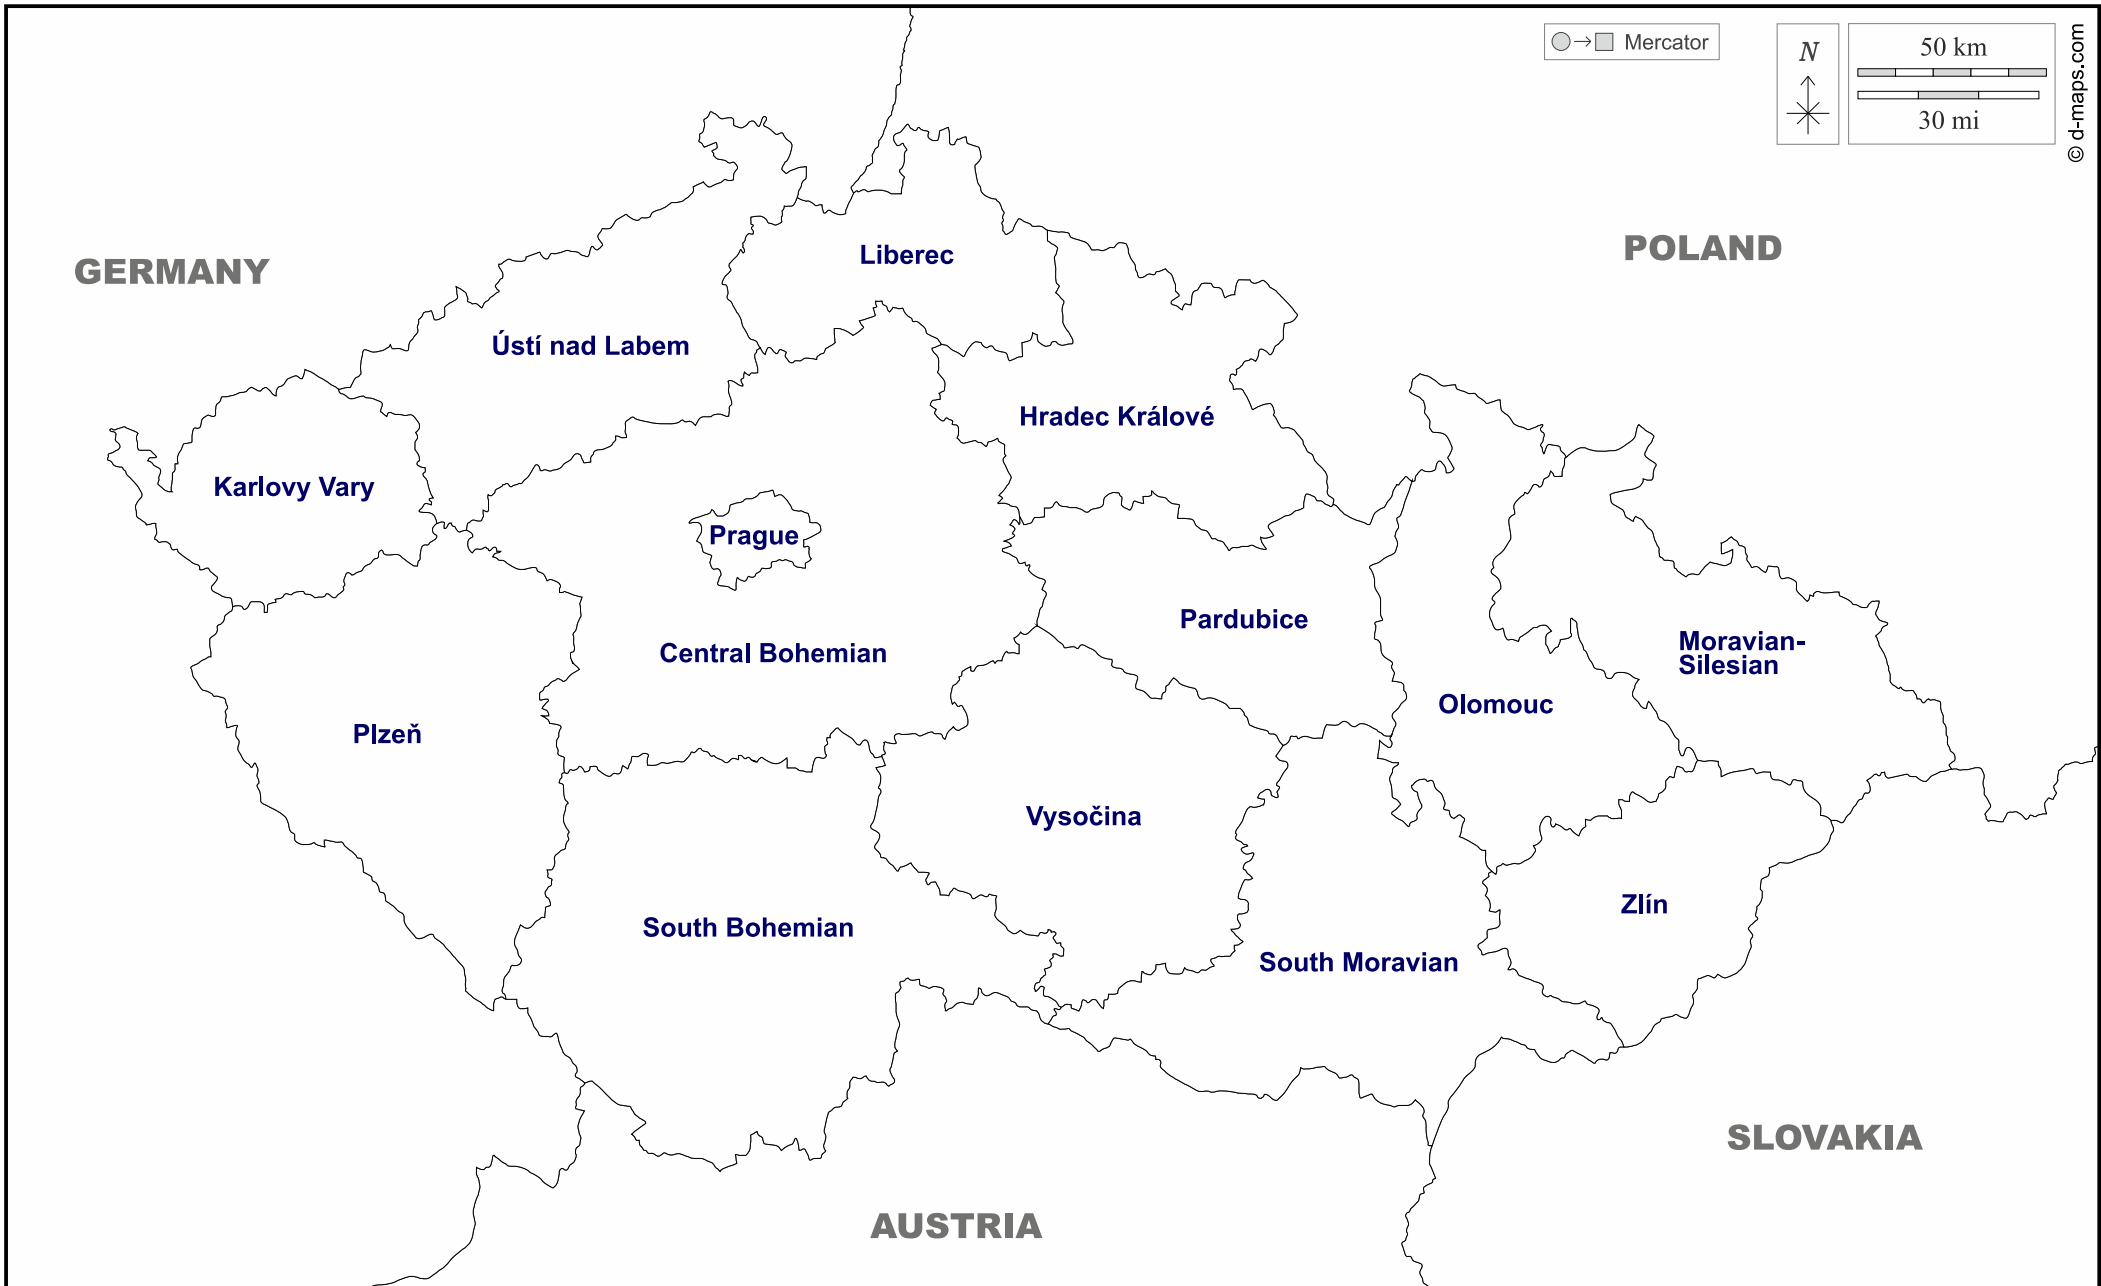 Mercator
N
50 km
30 mi
© d-maps.com
GERMANY
POLAND
Liberec
Ústí nad Labem
Hradec Králové
Karlovy Vary
Prague
Pardubice
Central Bohemian
Moravian-
Silesian
Olomouc
Plzeň
Vysočina
Zlín
South Bohemian
South Moravian
SLOVAKIA
AUSTRIA